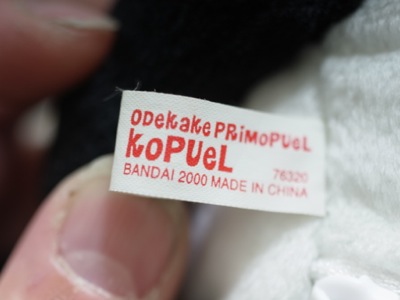 ODEKAKE PRIMOPUEL
KOPUEL
76320
BANDAI 2000 MADE IN CHINA